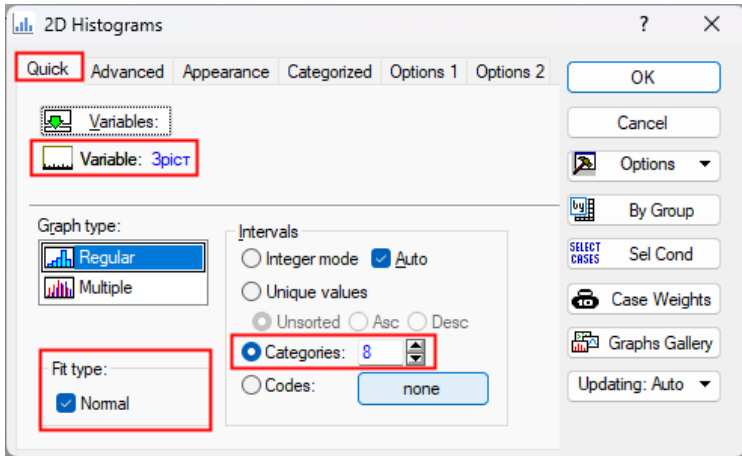 2D Histograms ? X
Quick Advanced Appearance Categorized Options 1 Options 2
Variables:
Variable: Зріст
Graph type:
Regular
Multiple
Fit type:
Normal
Intervals
Integer mode Auto
Unique values
Unsorted Asc Desc
Categories: 8
Codes: none
OK
Cancel
Options
by By Group
SELECT CASES Sel Cond
Case Weights
Graphs Gallery
Updating: Auto